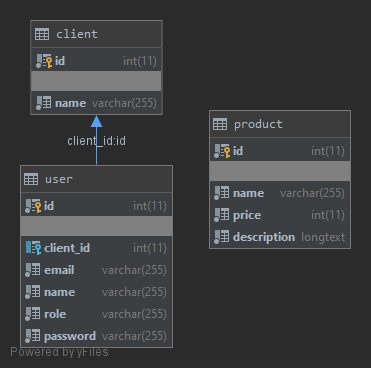 client
id int(11)
name varchar(255)
client_id:id
user
id int(11)
client_id int(11)
email varchar(255)
name varchar(255)
role varchar(255)
password varchar(255)
product
id int(11)
name varchar(255)
price int(11)
description longtext
Powered by yFiles